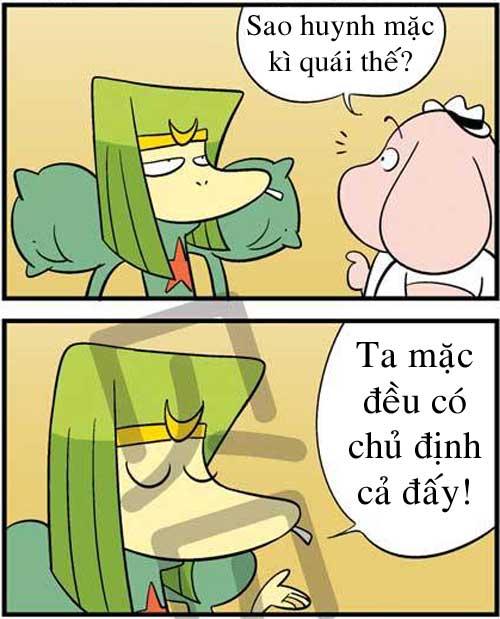 Sao huynh mặc
kì quái thế?
Ta mặc
đều có
chủ định
cả đấy!